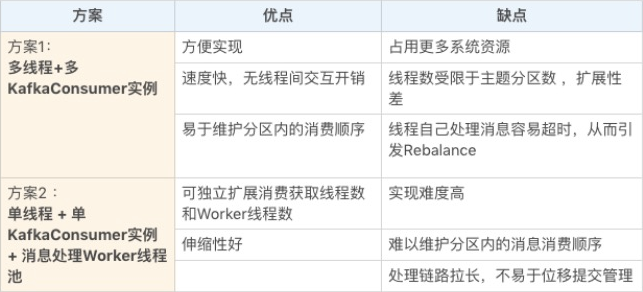 方案
优点
缺点
方案1：
多线程+多
KafkaConsumer实例
方便实现
占用更多系统资源
速度快，无线程间交互开销
线程数受限于主题分区数 ，扩展性
差
易于维护分区内的消费顺序
线程自己处理消息容易超时，从而引
发Rebalance
方案2 ：
单线程 + 单
KafkaConsumer实例
+ 消息处理Worker线程
池
可独立扩展消费获取线程数
和Worker线程数
实现难度高
伸缩性好
难以维护分区内的消息消费顺序
处理链路拉长，不易于位移提交管理